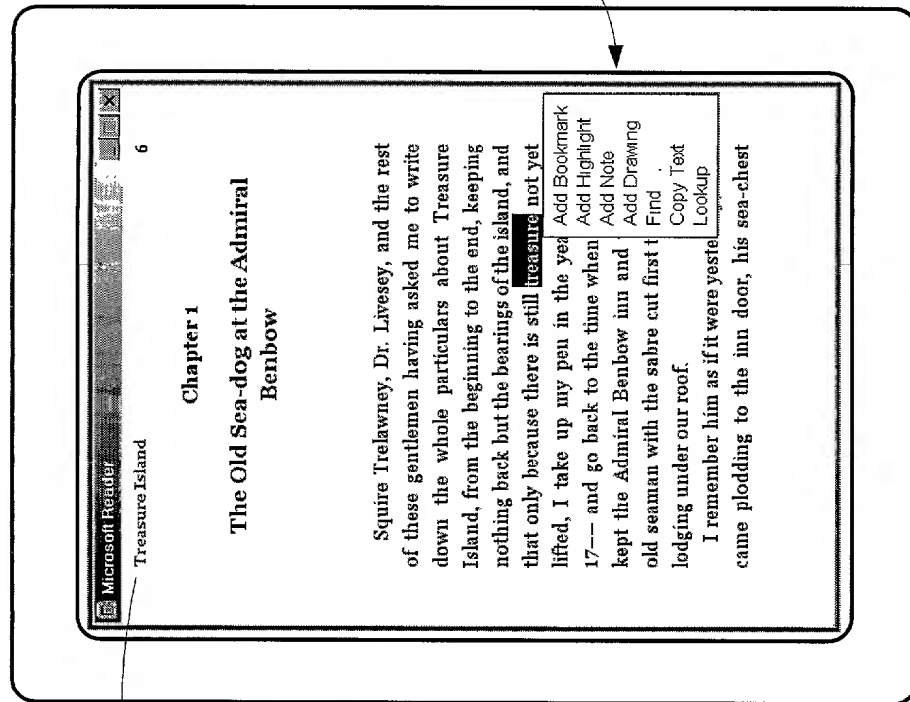 Microsoft Reader
Treasure Island 6
Chapter 1
The Old Sea-dog at the Admiral
Benbow
Squire Trelawney, Dr. Livesey, and the rest
of these gentlemen having asked me to write
down the whole particulars about Treasure
Island, from the beginning to the end, keeping
nothing back but the bearings of the island, and
that only because there is still treasure not yet
lifted, I take up my pen in the yea
17–– and go back to the time when
kept the Admiral Benbow inn and
old seaman with the sabre cut first t
lodging under our roof.
I remember him as if it were yeste
came plodding to the inn door, his sea-chest
Add Bookmark
Add Highlight
Add Note
Add Drawing
Find
Copy Text
Lookup